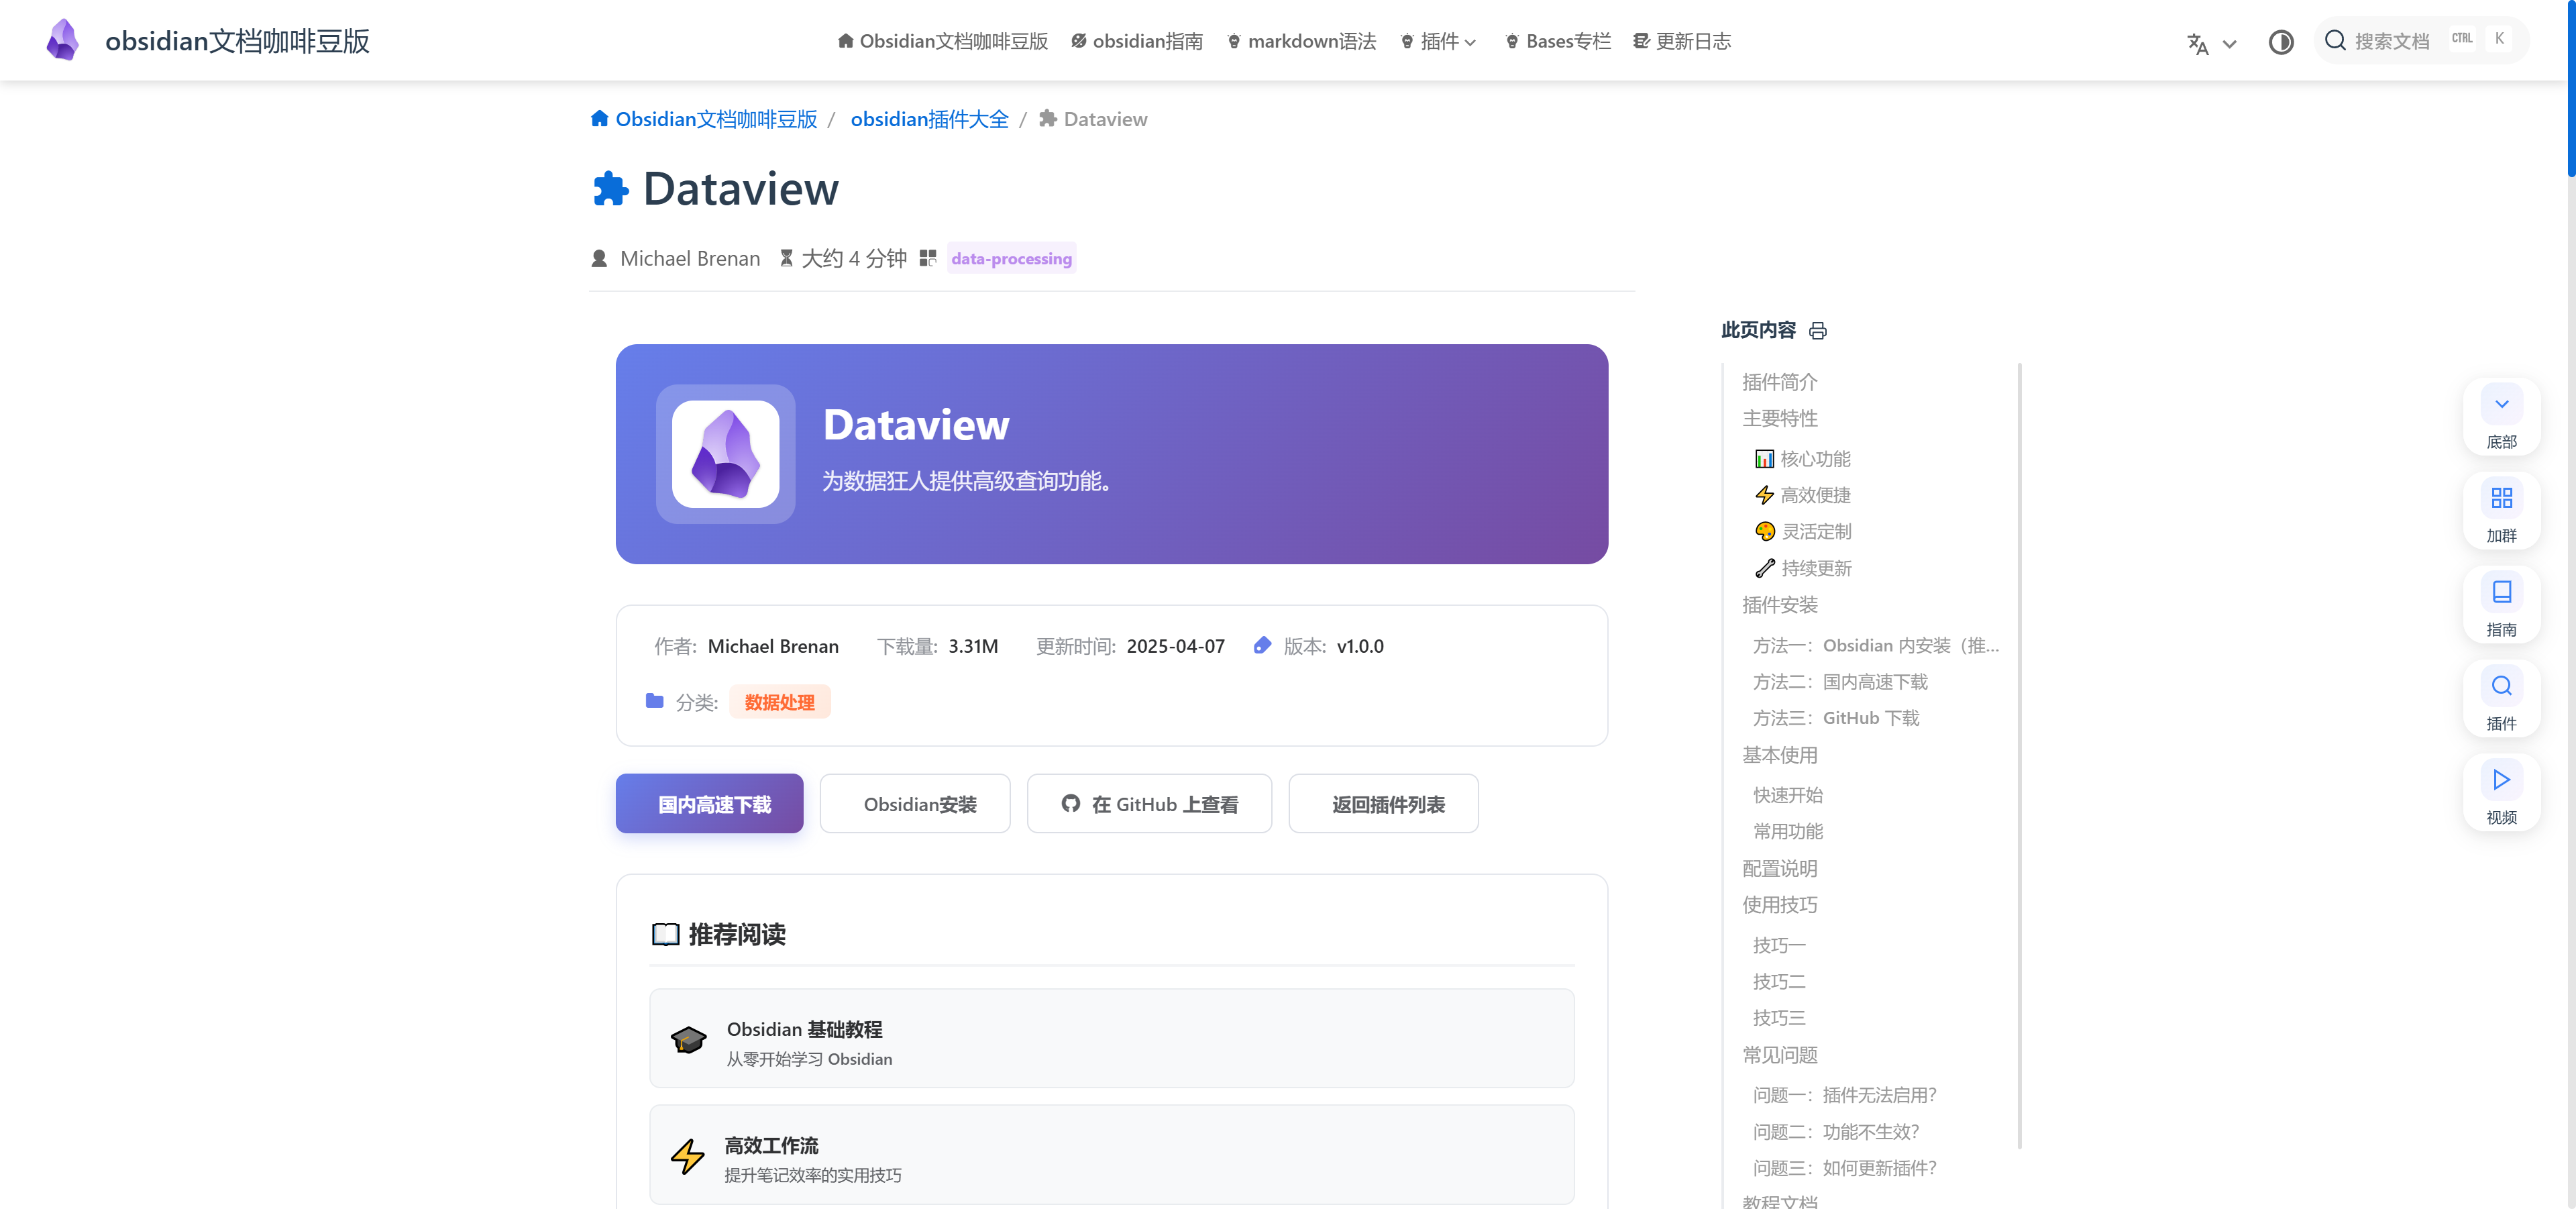 obsidian文档咖啡豆版
Obsidian文档咖啡豆版 obsidian指南 markdown语法 插件 Bases专栏 更新日志
搜索文档 CTRL K
Obsidian文档咖啡豆版 / obsidian插件大全 / Dataview
Dataview
Michael Brenan 大约 4 分钟 data-processing
Dataview
为数据狂人提供高级查询功能。
作者: Michael Brenan 下载量: 3.31M 更新时间: 2025-04-07 版本: v1.0.0
分类: 数据处理
国内高速下载 Obsidian安装 在 GitHub 上查看 返回插件列表
推荐阅读
Obsidian 基础教程
从零开始学习 Obsidian
高效工作流
提升笔记效率的实用技巧
此页内容
插件简介
主要特性
核心功能
高效便捷
灵活定制
持续更新
插件安装
方法一：Obsidian 内安装（推...
方法二：国内高速下载
方法三：GitHub 下载
基本使用
快速开始
常用功能
配置说明
使用技巧
技巧一
技巧二
技巧三
常见问题
问题一：插件无法启用？
问题二：功能不生效？
问题三：如何更新插件？
教程文档
底部
加群
指南
插件
视频